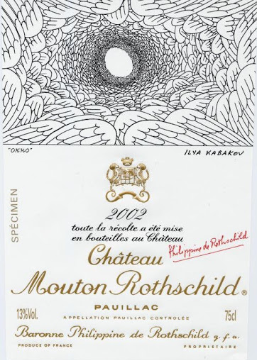 "OKHO"
ILYA KABAKOV
SPÉCIMEN
2002
toute la récolte a été mise
en bouteilles au Château
Philippine de Rothschild
Château
Mouton Rothschild®
PAUILLAC
APPELLATION PAUILLAC CONTRÔLÉE
13%Vol.
75cl
Baronne Philippine de Rothschild g.f.a.
PRODUCE OF FRANCE
PROPRIÉTAIRE